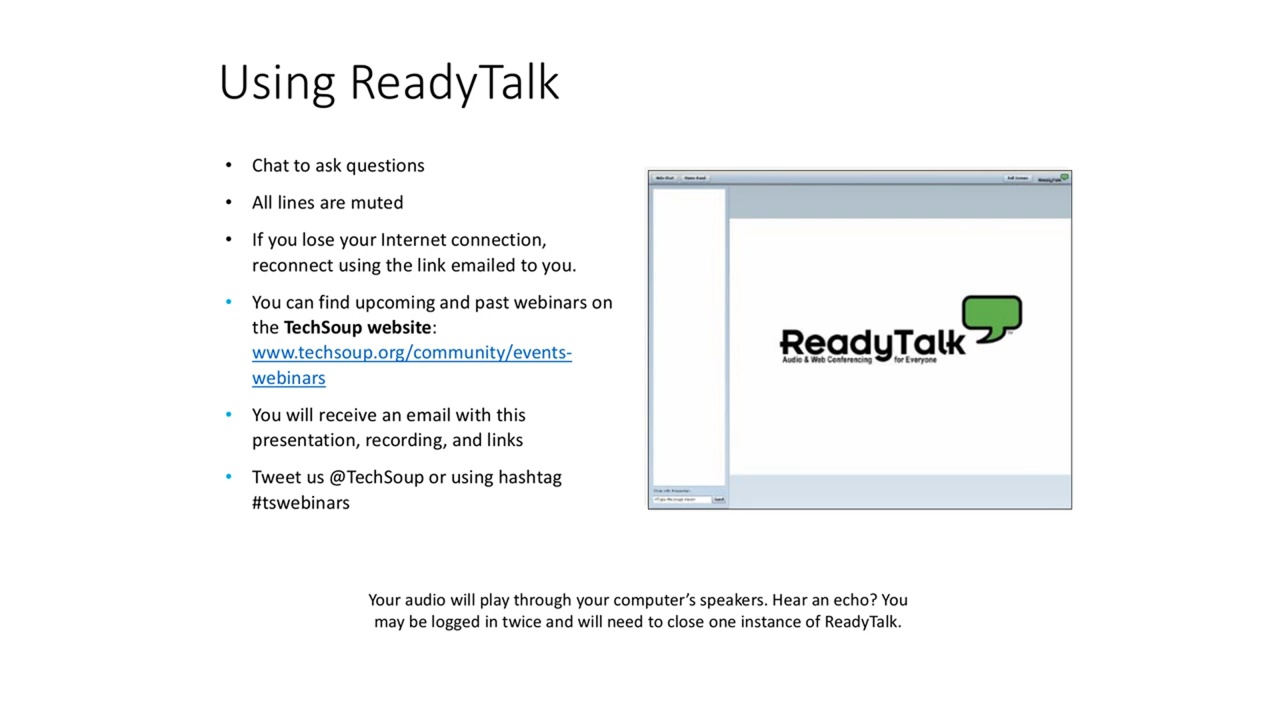 Using ReadyTalk
• Chat to ask questions
• All lines are muted
• If you lose your Internet connection,
reconnect using the link emailed to you.
• You can find upcoming and past webinars on
the TechSoup website:
www.techsoup.org/community/events-
webinars
• You will receive an email with this
presentation, recording, and links
• Tweet us @TechSoup or using hashtag
#tswebinars
Full Screen
ReadyTalk
ReadyTalk
Audio & Web Conferencing for Everyone
Send
Your audio will play through your computer’s speakers. Hear an echo? You
may be logged in twice and will need to close one instance of ReadyTalk.